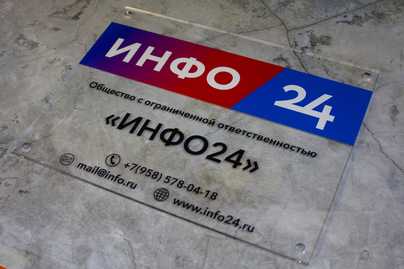 ИНФО 24
Общество с ограниченной ответственностью
«ИНФО24»
+7(958) 578-04-18
mail@info.ru
www.info24.ru